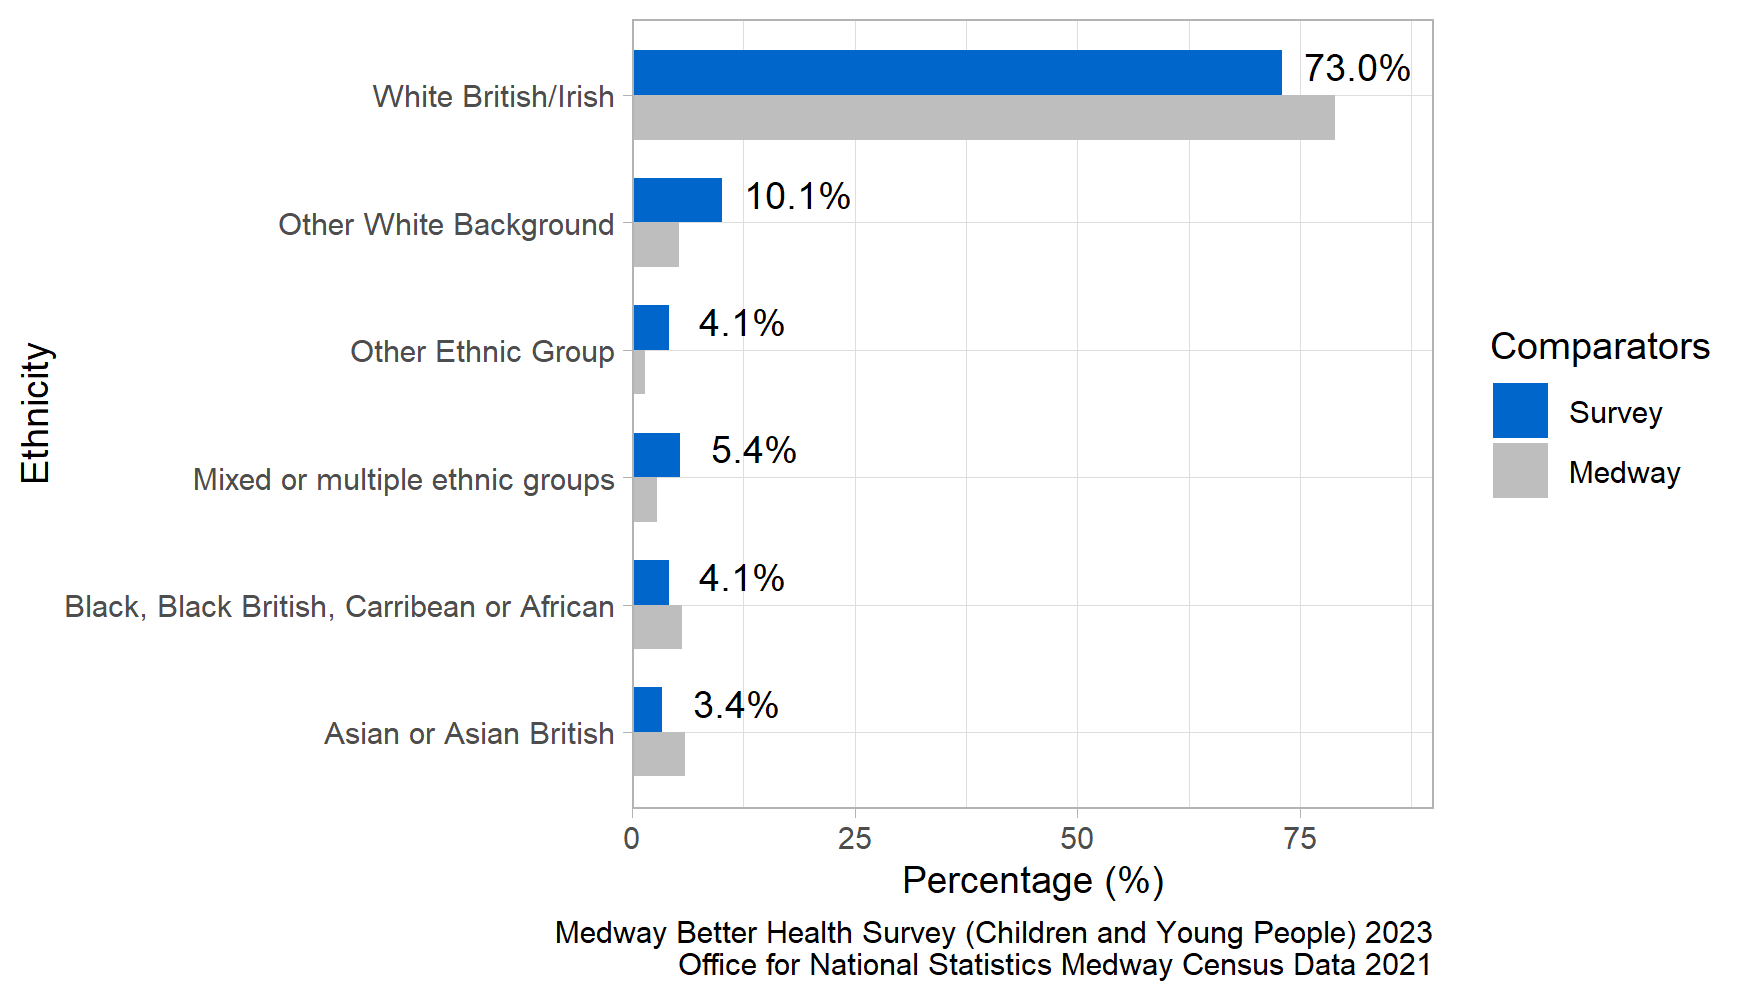 Ethnicity
White British/Irish
73.0%
Other White Background
10.1%
Other Ethnic Group
4.1%
Mixed or multiple ethnic groups
5.4%
Black, Black British, Carribean or African
4.1%
Asian or Asian British
3.4%
0 25 50 75
Percentage (%)
Comparators
Survey
Medway
Medway Better Health Survey (Children and Young People) 2023
Office for National Statistics Medway Census Data 2021